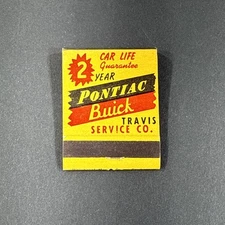 CAR LIFE
2 Guarantee
YEAR
PONTIAC
Buick
TRAVIS
SERVICE CO.